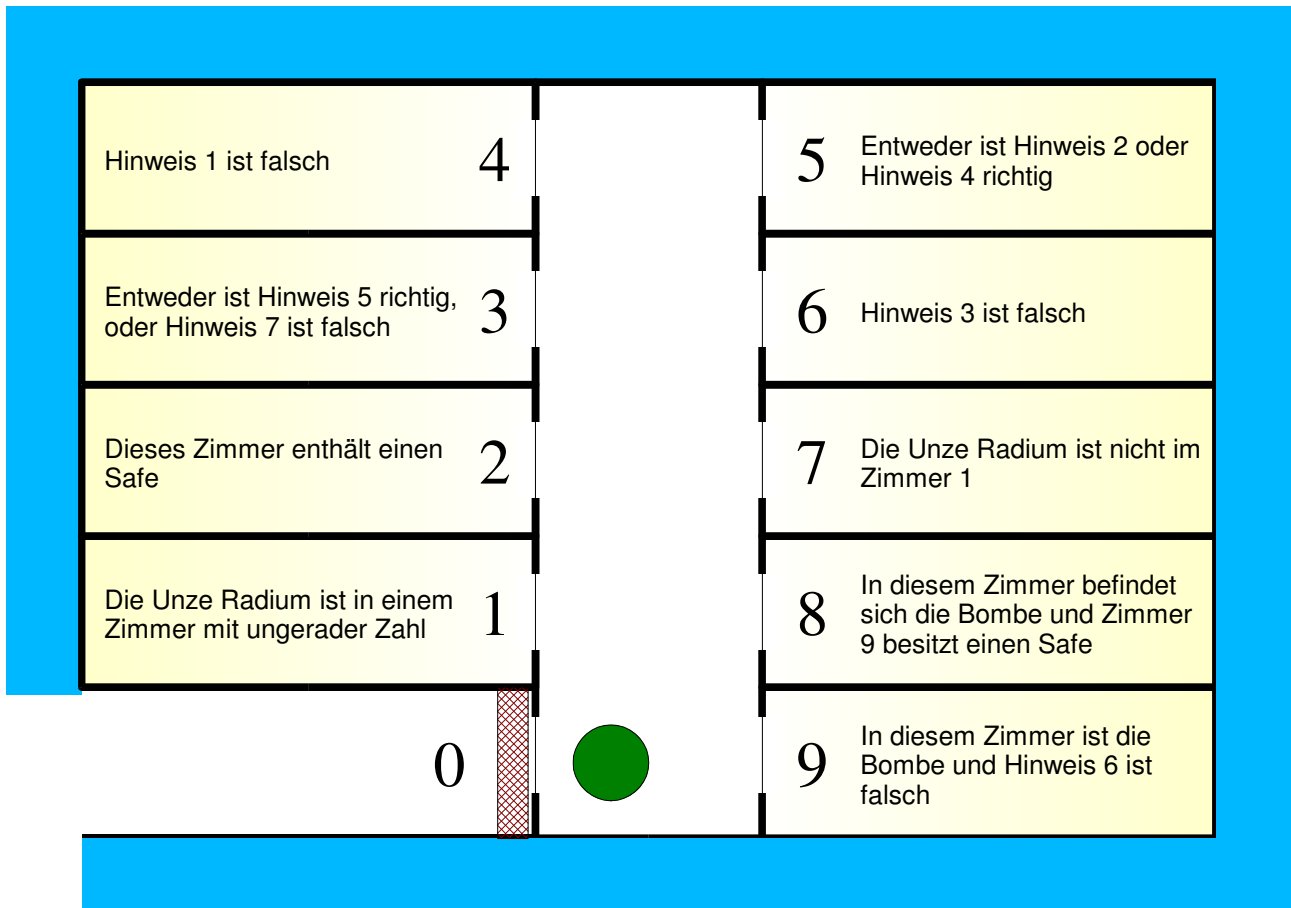 Hinweis 1 ist falsch
4
Entweder ist Hinweis 5 richtig,
oder Hinweis 7 ist falsch
3
Dieses Zimmer enthält einen
Safe
2
Die Unze Radium ist in einem
Zimmer mit ungerader Zahl
1
0
5
Entweder ist Hinweis 2 oder
Hinweis 4 richtig
6
Hinweis 3 ist falsch
7
Die Unze Radium ist nicht im
Zimmer 1
8
In diesem Zimmer befindet
sich die Bombe und Zimmer
9 besitzt einen Safe
9
In diesem Zimmer ist die
Bombe und Hinweis 6 ist
falsch